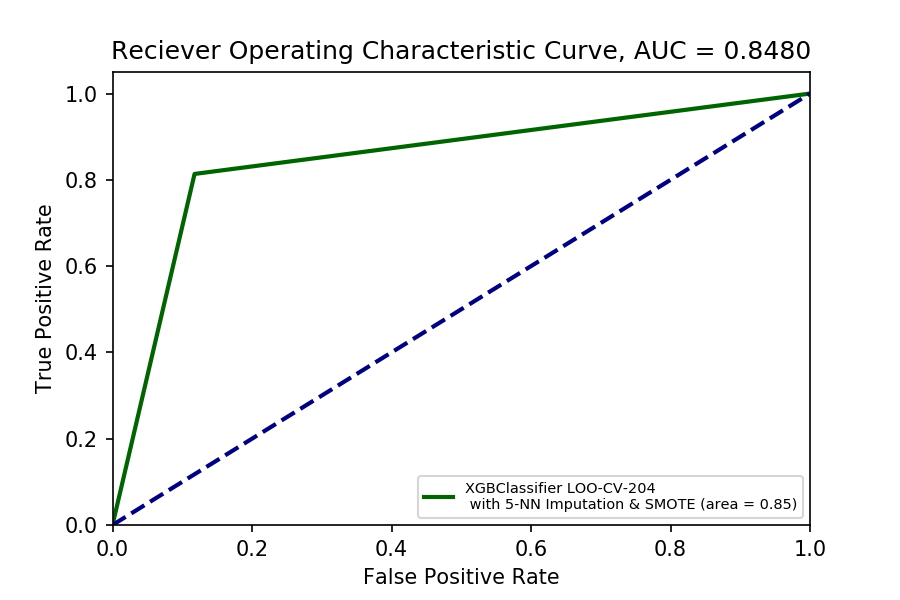 Reciever Operating Characteristic Curve, AUC = 0.8480
1.0
0.8
0.6
0.4
0.2
0.0
True Positive Rate
XGBClassifier LOO-CV-204
with 5-NN Imputation & SMOTE (area = 0.85)
0.0 0.2 0.4 0.6 0.8 1.0
False Positive Rate